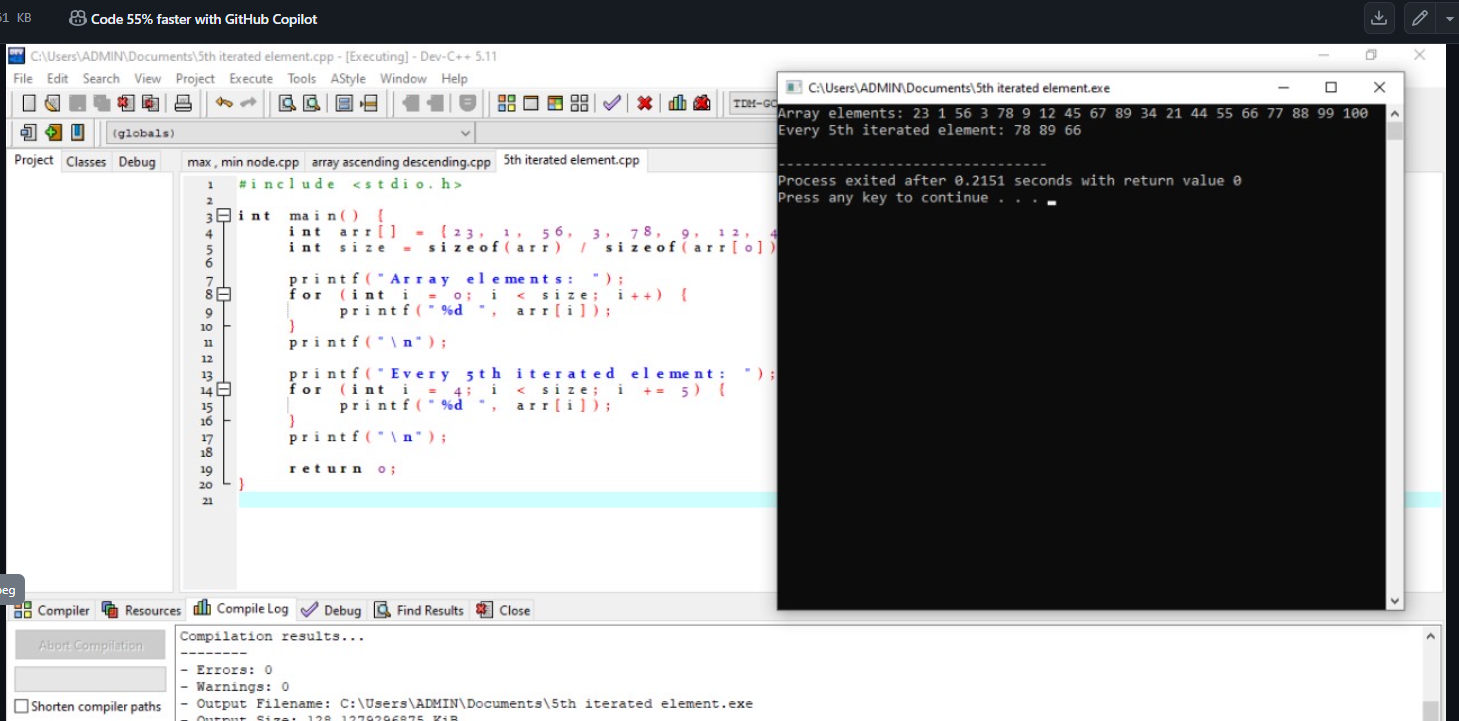 51 KB
Code 55% faster with GitHub Copilot
C:\Users\ADMIN\Documents\5th iterated element.cpp - [Executing] - Dev-C++ 5.11
File Edit Search View Project Execute Tools AStyle Window Help
TDM-GC
(globals)
Project Classes Debug
max , min node.cpp array ascending descending.cpp 5th iterated element.cpp
1 #include <stdio.h>
2
3 int main() {
4 int arr[] = {23, 1, 56, 3, 78, 9, 12, 4
5 int size = sizeof(arr) / sizeof(arr[0])
6
7 printf("Array elements: ");
8 for (int i = 0; i < size; i++) {
9 printf("%d ", arr[i]);
10 }
11 printf("\n");
12
13 printf("Every 5th iterated element: ");
14 for (int i = 4; i < size; i += 5) {
15 printf("%d ", arr[i]);
16 }
17 printf("\n");
18
19 return 0;
20 }
21
C:\Users\ADMIN\Documents\5th iterated element.exe
Array elements: 23 1 56 3 78 9 12 45 67 89 34 21 44 55 66 77 88 99 100
Every 5th iterated element: 78 89 66
--------------------------------
Process exited after 0.2151 seconds with return value 0
Press any key to continue . . .
peg
Compiler Resources Compile Log Debug Find Results Close
Abort Compilation
Shorten compiler paths
Compilation results...
--------
- Errors: 0
- Warnings: 0
- Output Filename: C:\Users\ADMIN\Documents\5th iterated element.exe
- Output Size: 128.1279296875 KiB